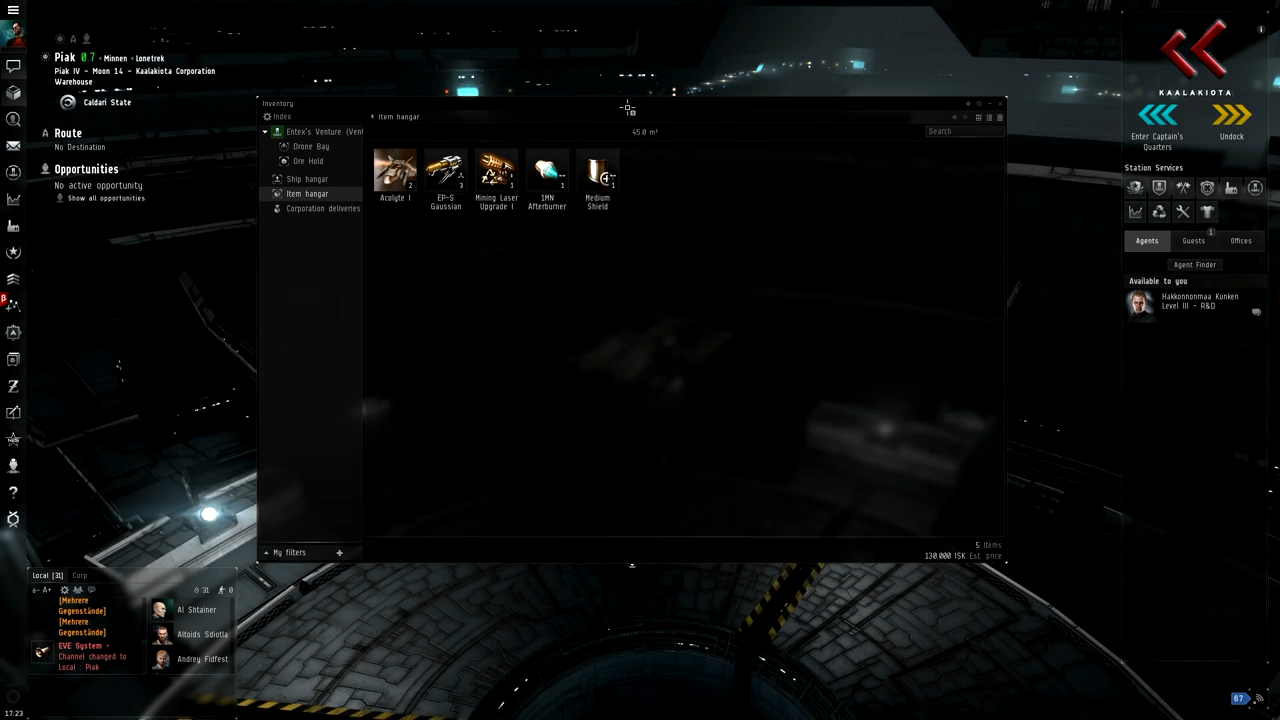 Piak 0.7 ‹ Minnen ‹ Lonetrek
Piak IV - Moon 14 - Kaalakiota Corporation
Warehouse
Caldari State
Route
No Destination
Opportunities
No active opportunity
Show all opportunities
Inventory
Index
Entex's Venture (Vent
Drone Bay
Ore Hold
Ship hangar
Item hangar
Corporation deliveries
Item hangar
45.0 m³
Search
2
Acolyte I
3
EP-S
Gaussian
1
Mining Laser
Upgrade I
1
1MN
Afterburner
1
Medium
Shield
My filters
+
5 Items
130.000 ISK Est. price
KAALAKIOTA
Enter Captain's
Quarters
Undock
Station Services
Agents
Guests
1
Offices
Agent Finder
Available to you
Hakkonnonmaa Kunken
Level III - R&D
Local [31]
Corp
a- A+
31
0
[Mehrere
Gegenstände]
[Mehrere
Gegenstände]
EVE System ›
Channel changed to
Local : Piak
Al Shtainer
Altoids Sdiotla
Andrey Fidfest
β
17:23
67